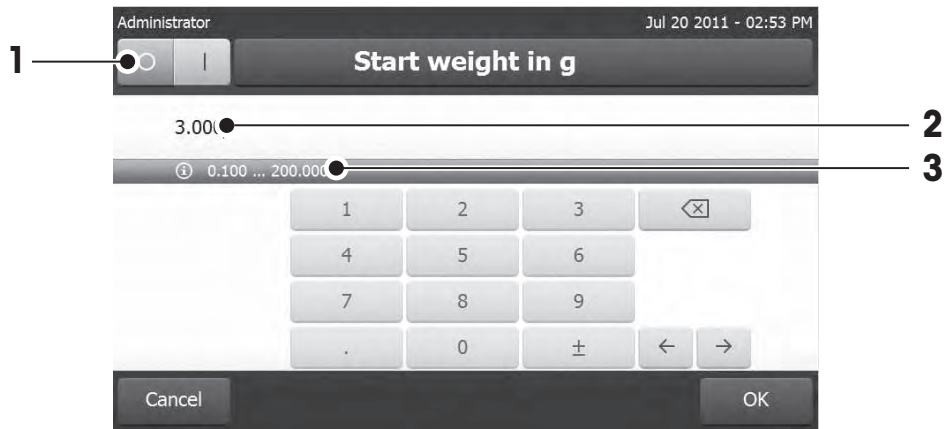 Administrator Jul 20 2011 - 02:53 PM
1 O | Start weight in g
3.00 2
0.100 ... 200.000 3
1 2 3
4 5 6
7 8 9
. 0 ± ← →
Cancel OK